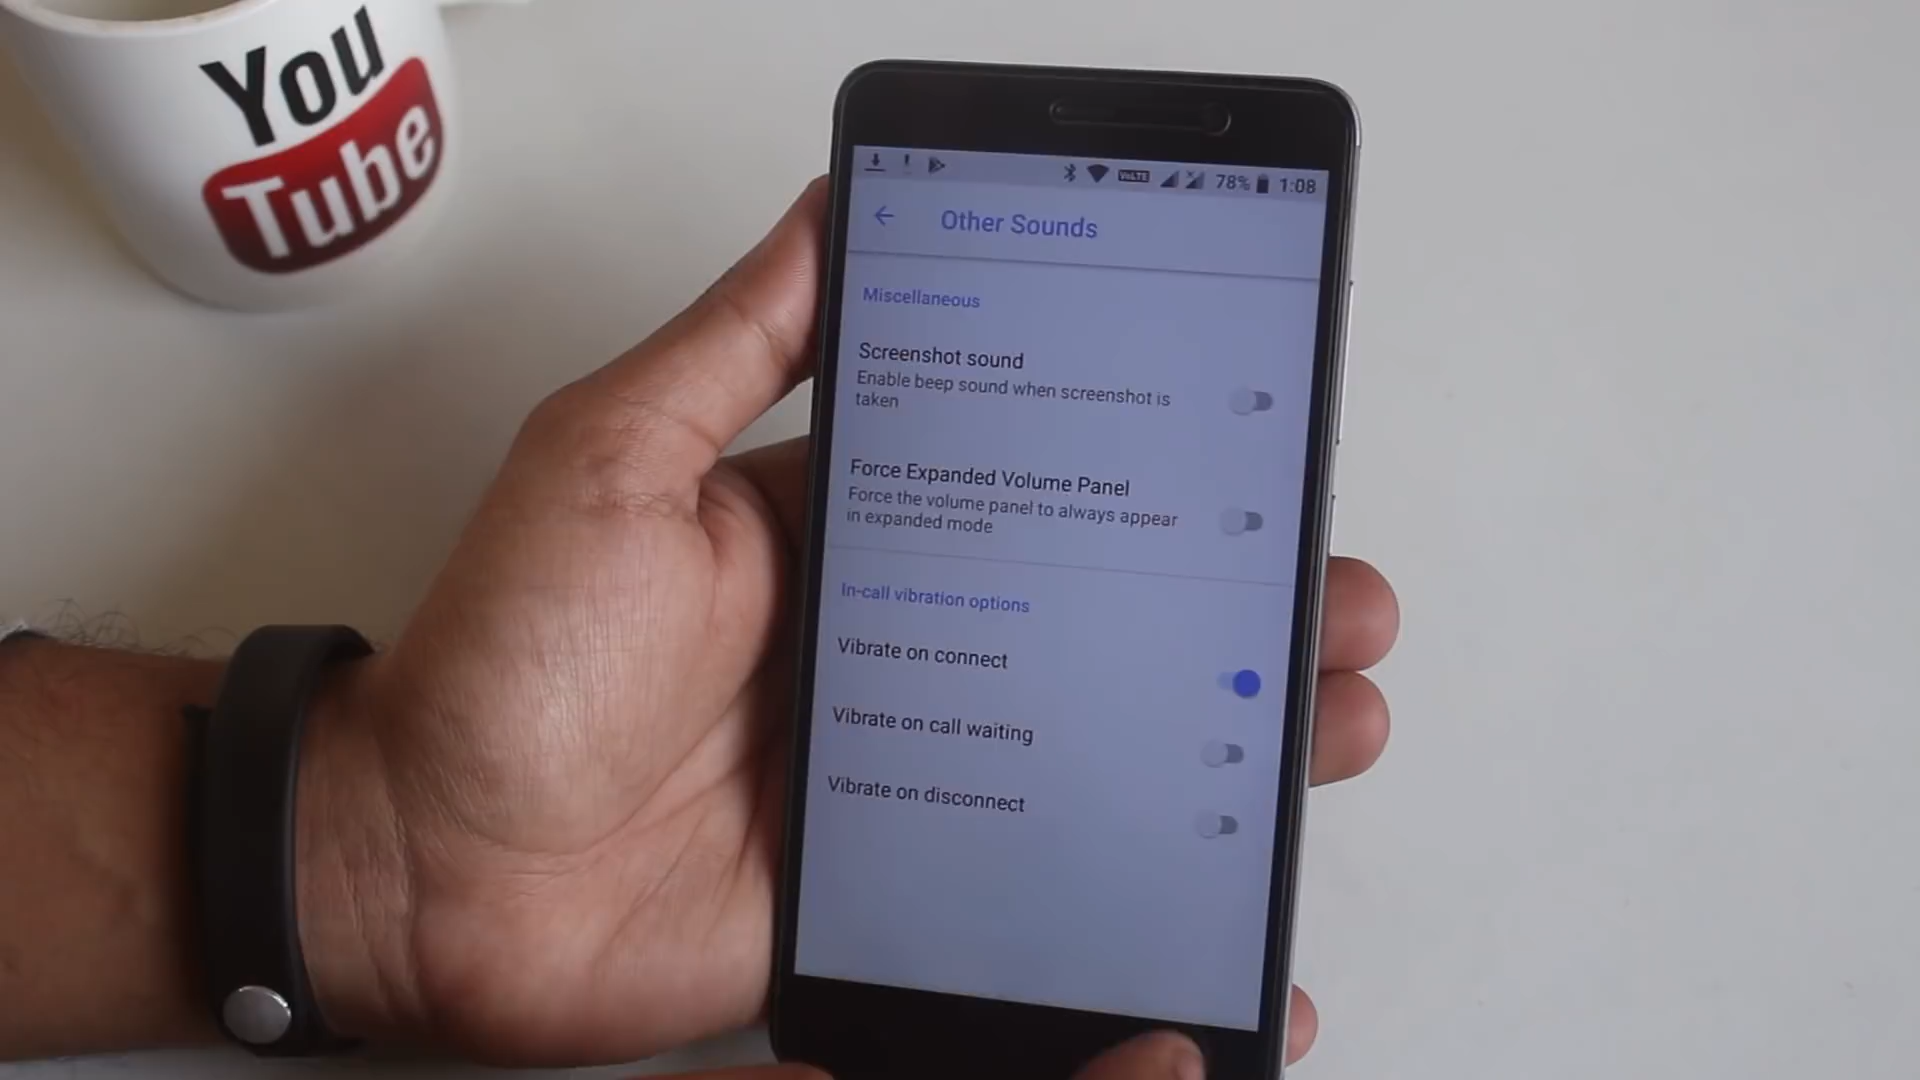 You
Tube
VoLTE 78% 1:08
Other Sounds
Miscellaneous
Screenshot sound
Enable beep sound when screenshot is
taken
Force Expanded Volume Panel
Force the volume panel to always appear
in expanded mode
In-call vibration options
Vibrate on connect
Vibrate on call waiting
Vibrate on disconnect